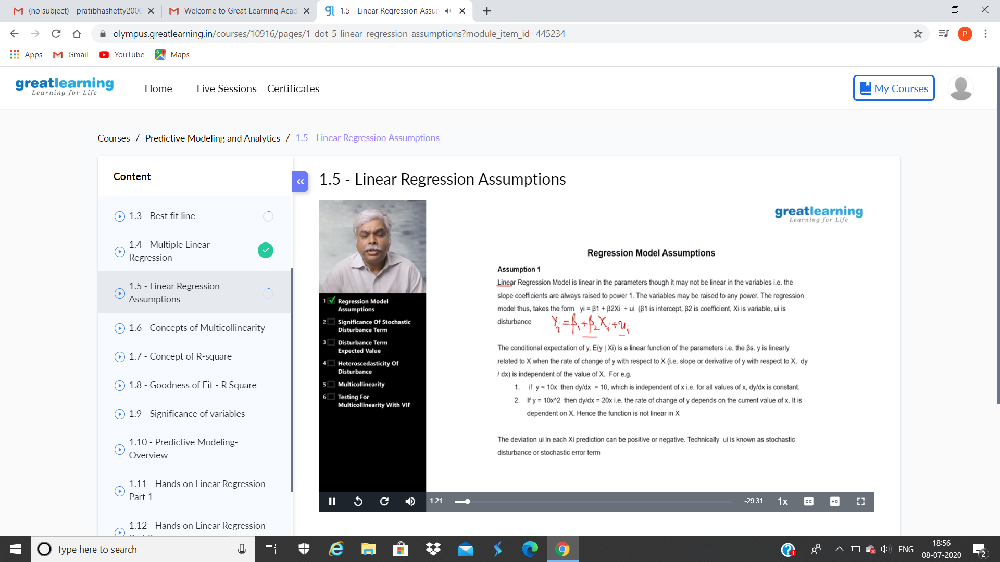 (no subject) - pratibhashetty2000
Welcome to Great Learning Acad
1.5 - Linear Regression Assur
olympus.greatlearning.in/courses/10916/pages/1-dot-5-linear-regression-assumptions?module_item_id=445234
P
Apps
Gmail
YouTube
Maps
greatlearning
Learning for Life
Home
Live Sessions
Certificates
My Courses
Courses / Predictive Modeling and Analytics / 1.5 - Linear Regression Assumptions
Content
1.3 - Best fit line
1.4 - Multiple Linear
Regression
1.5 - Linear Regression
Assumptions
1.6 - Concepts of Multicollinearity
1.7 - Concept of R-square
1.8 - Goodness of Fit - R Square
1.9 - Significance of variables
1.10 - Predictive Modeling-
Overview
1.11 - Hands on Linear Regression-
Part 1
1.12 - Hands on Linear Regression-
1.5 - Linear Regression Assumptions
1 Regression Model
Assumptions
2 Significance Of Stochastic
Disturbance Term
3 Disturbance Term
Expected Value
4 Heteroscedasticity Of
Disturbance
5 Multicollinearity
6 Testing For
Multicollinearity With VIF
greatlearning
Learning for Life
Regression Model Assumptions
Assumption 1
Linear Regression Model is linear in the parameters though it may not be linear in the variables i.e. the
slope coefficients are always raised to power 1. The variables may be raised to any power. The regression
model thus, takes the form yi = β1 + β2Xi + ui (β1 is intercept, β2 is coefficient, Xi is variable, ui is
disturbance
Yi = β1 + β2 Xi + ui
The conditional expectation of y, E(y | Xi) is a linear function of the parameters i.e. the βs. y is linearly
related to X when the rate of change of y with respect to X (i.e. slope or derivative of y with respect to X, dy
/ dx) is independent of the value of X. For e.g.
1. if y = 10x then dy/dx = 10, which is independent of x i.e. for all values of x, dy/dx is constant.
2. If y = 10x^2 then dy/dx = 20x i.e. the rate of change of y depends on the current value of x. It is
dependent on X. Hence the function is not linear in X
The deviation ui in each Xi prediction can be positive or negative. Technically ui is known as stochastic
disturbance or stochastic error term
1:21
-29:31
1x
CC
HD
Type here to search
ENG
18:56
08-07-2020
2